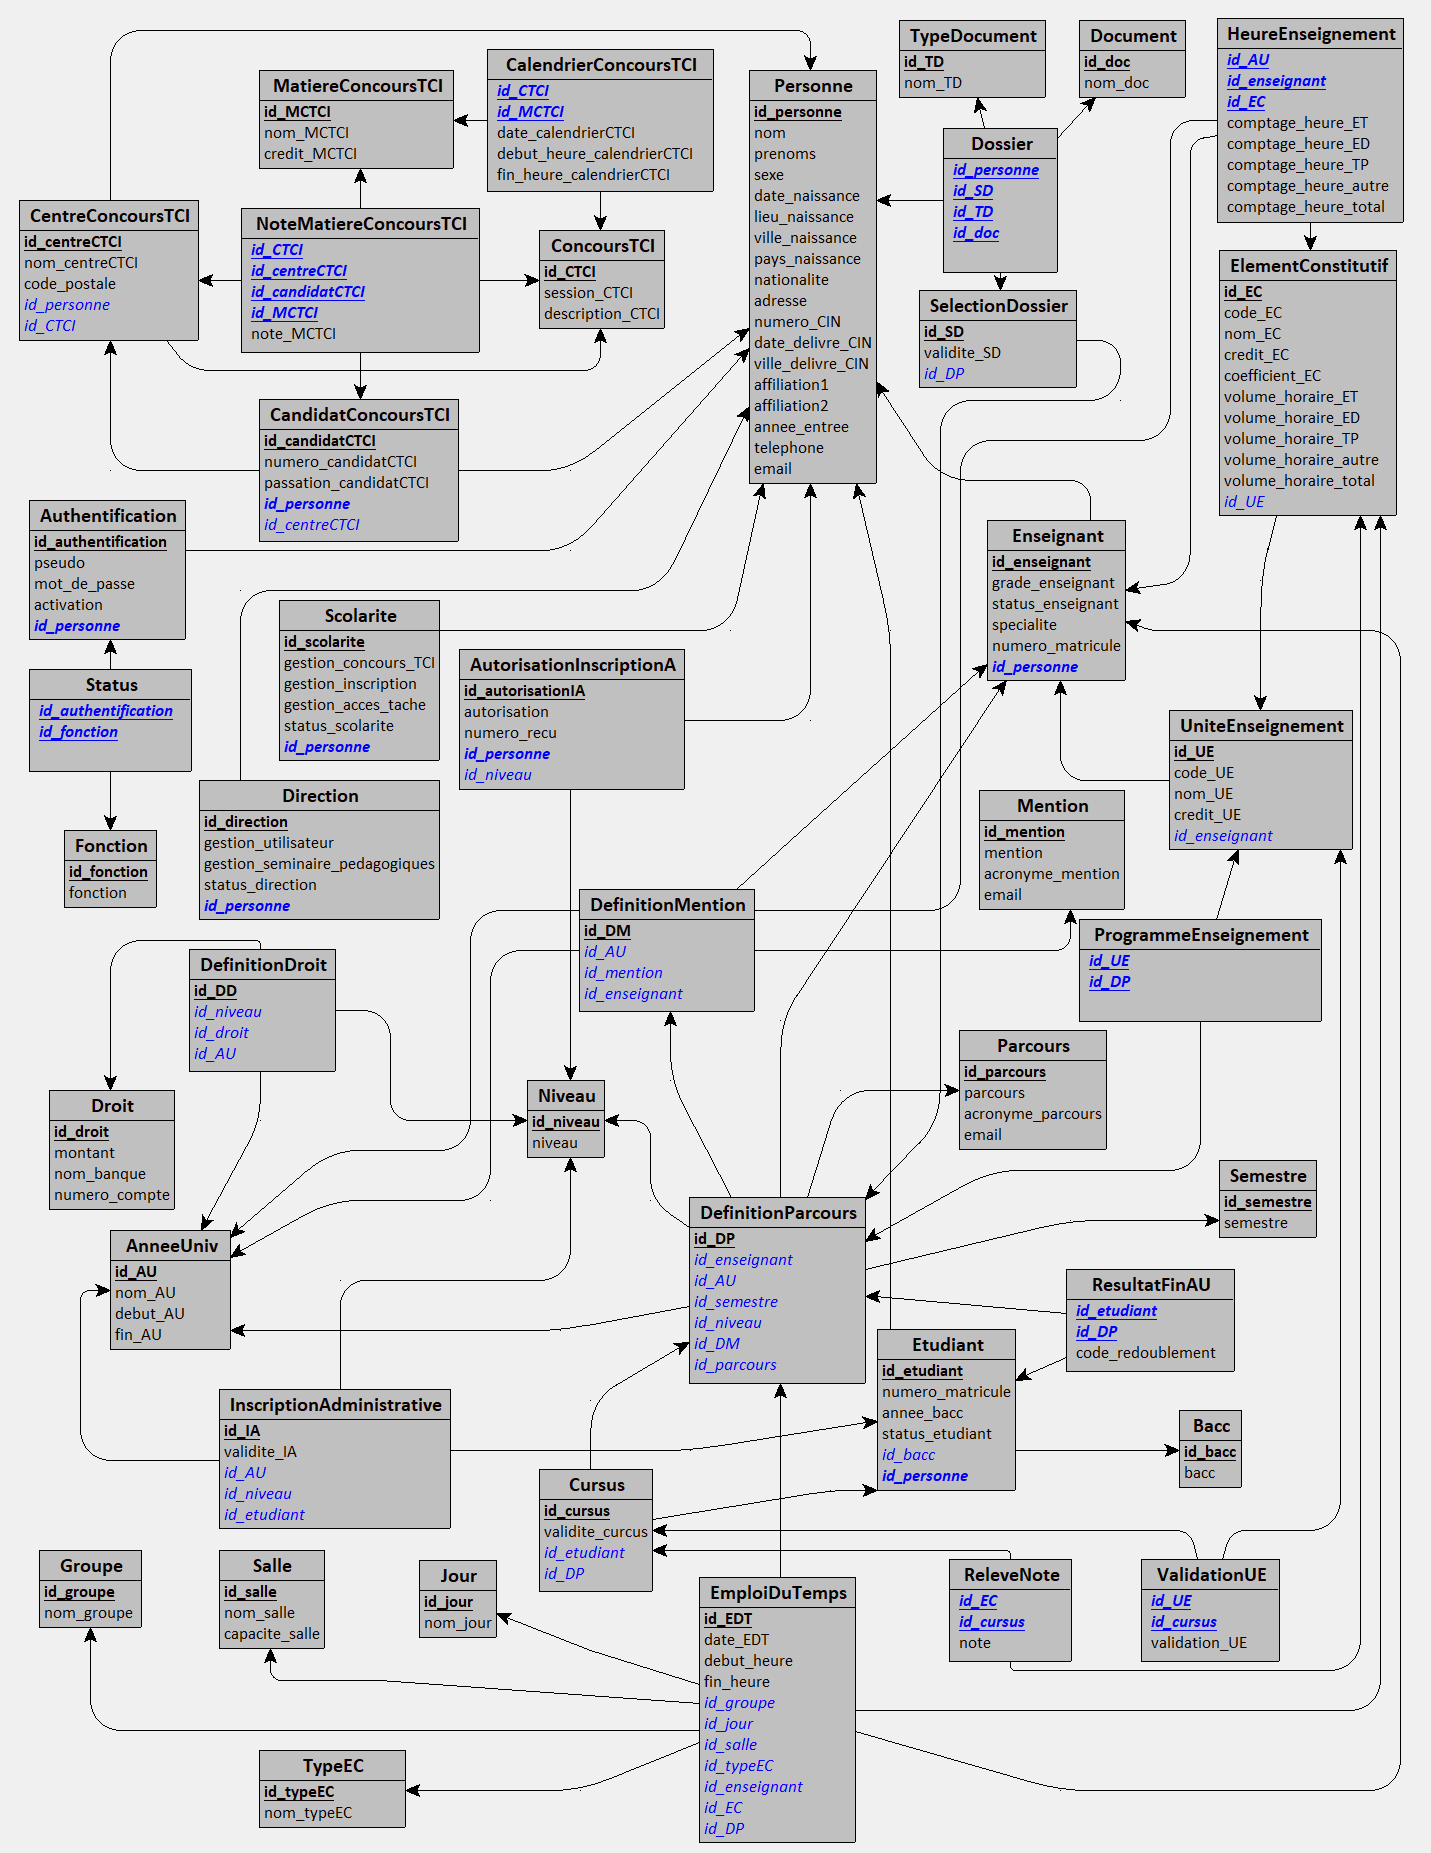 TypeDocument
id_TD
nom_TD
Document
id_doc
nom_doc
HeureEnseignement
id_AU
id_enseignant
id_EC
comptage_heure_ET
comptage_heure_ED
comptage_heure_TP
comptage_heure_autre
comptage_heure_total
MatiereConcoursTCI
id_MCTCI
nom_MCTCI
credit_MCTCI
CalendrierConcoursTCI
id_CTCI
id_MCTCI
date_calendrierCTCI
debut_heure_calendrierCTCI
fin_heure_calendrierCTCI
Personne
id_personne
nom
prenoms
sexe
date_naissance
lieu_naissance
ville_naissance
pays_naissance
nationalite
adresse
numero_CIN
date_delivre_CIN
ville_delivre_CIN
affiliation1
affiliation2
annee_entree
telephone
email
Dossier
id_personne
id_SD
id_TD
id_doc
CentreConcoursTCI
id_centreCTCI
nom_centreCTCI
code_postale
id_personne
id_CTCI
NoteMatiereConcoursTCI
id_CTCI
id_centreCTCI
id_candidatCTCI
id_MCTCI
note_MCTCI
ConcoursTCI
id_CTCI
session_CTCI
description_CTCI
SelectionDossier
id_SD
validite_SD
id_DP
ElementConstitutif
id_EC
code_EC
nom_EC
credit_EC
coefficient_EC
volume_horaire_ET
volume_horaire_ED
volume_horaire_TP
volume_horaire_autre
volume_horaire_total
id_UE
CandidatConcoursTCI
id_candidatCTCI
numero_candidatCTCI
passation_candidatCTCI
id_personne
id_centreCTCI
Authentification
id_authentification
pseudo
mot_de_passe
activation
id_personne
Enseignant
id_enseignant
grade_enseignant
status_enseignant
specialite
numero_matricule
id_personne
Scolarite
id_scolarite
gestion_concours_TCI
gestion_inscription
gestion_acces_tache
status_scolarite
id_personne
AutorisationInscriptionA
id_autorisationIA
autorisation
numero_recu
id_personne
id_niveau
Status
id_authentification
id_fonction
UniteEnseignement
id_UE
code_UE
nom_UE
credit_UE
id_enseignant
Direction
id_direction
gestion_utilisateur
gestion_seminaire_pedagogiques
status_direction
id_personne
Mention
id_mention
mention
acronyme_mention
email
Fonction
id_fonction
fonction
DefinitionMention
id_DM
id_AU
id_mention
id_enseignant
ProgrammeEnseignement
id_UE
id_DP
DefinitionDroit
id_DD
id_niveau
id_droit
id_AU
Parcours
id_parcours
parcours
acronyme_parcours
email
Droit
id_droit
montant
nom_banque
numero_compte
Niveau
id_niveau
niveau
Semestre
id_semestre
semestre
DefinitionParcours
id_DP
id_enseignant
id_AU
id_semestre
id_niveau
id_DM
id_parcours
AnneeUniv
id_AU
nom_AU
debut_AU
fin_AU
ResultatFinAU
id_etudiant
id_DP
code_redoublement
Etudiant
id_etudiant
numero_matricule
annee_bacc
status_etudiant
id_bacc
id_personne
InscriptionAdministrative
id_IA
validite_IA
id_AU
id_niveau
id_etudiant
Bacc
id_bacc
bacc
Cursus
id_cursus
validite_curcus
id_etudiant
id_DP
Groupe
id_groupe
nom_groupe
Salle
id_salle
nom_salle
capacite_salle
Jour
id_jour
nom_jour
ReleveNote
id_EC
id_cursus
note
ValidationUE
id_UE
id_cursus
validation_UE
EmploiDuTemps
id_EDT
date_EDT
debut_heure
fin_heure
id_groupe
id_jour
id_salle
id_typeEC
id_enseignant
id_EC
id_DP
TypeEC
id_typeEC
nom_typeEC